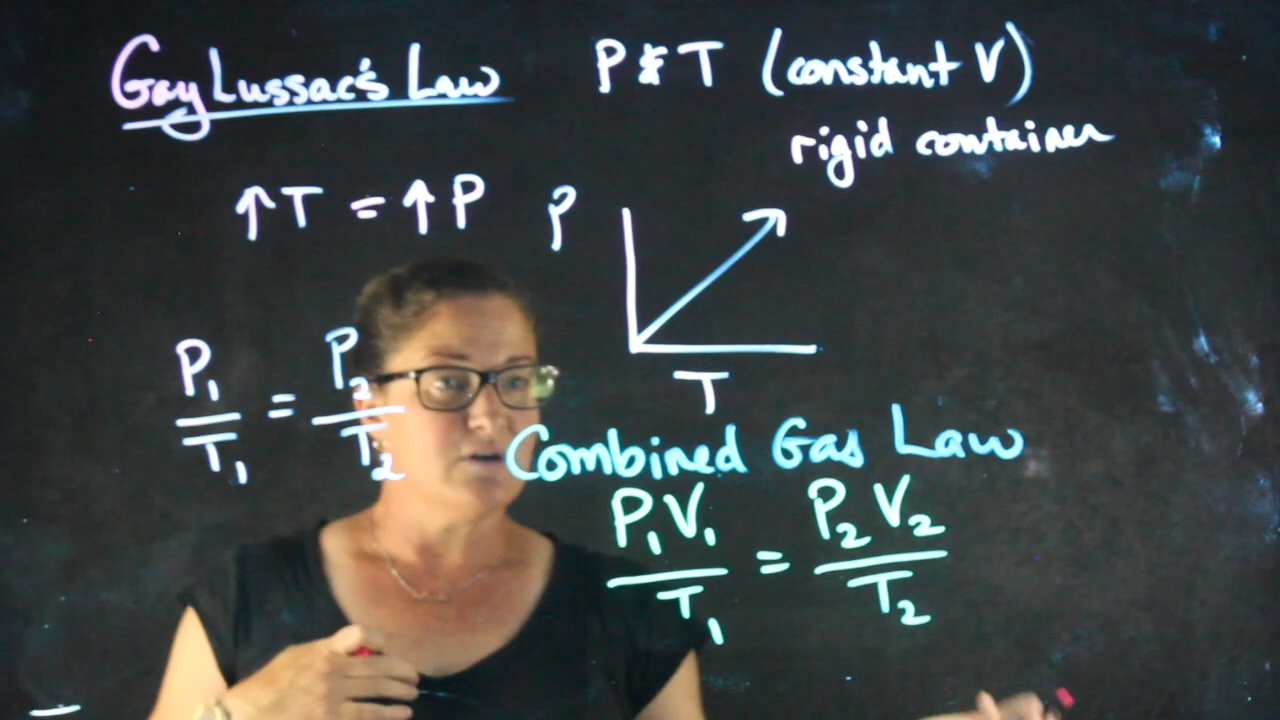 Gay Lussac's Law P & T (constant V)
rigid container
↑T = ↑P
P
T
P₁/T₁ = P₂/T₂
Combined Gas Law
P₁V₁/T₁ = P₂V₂/T₂